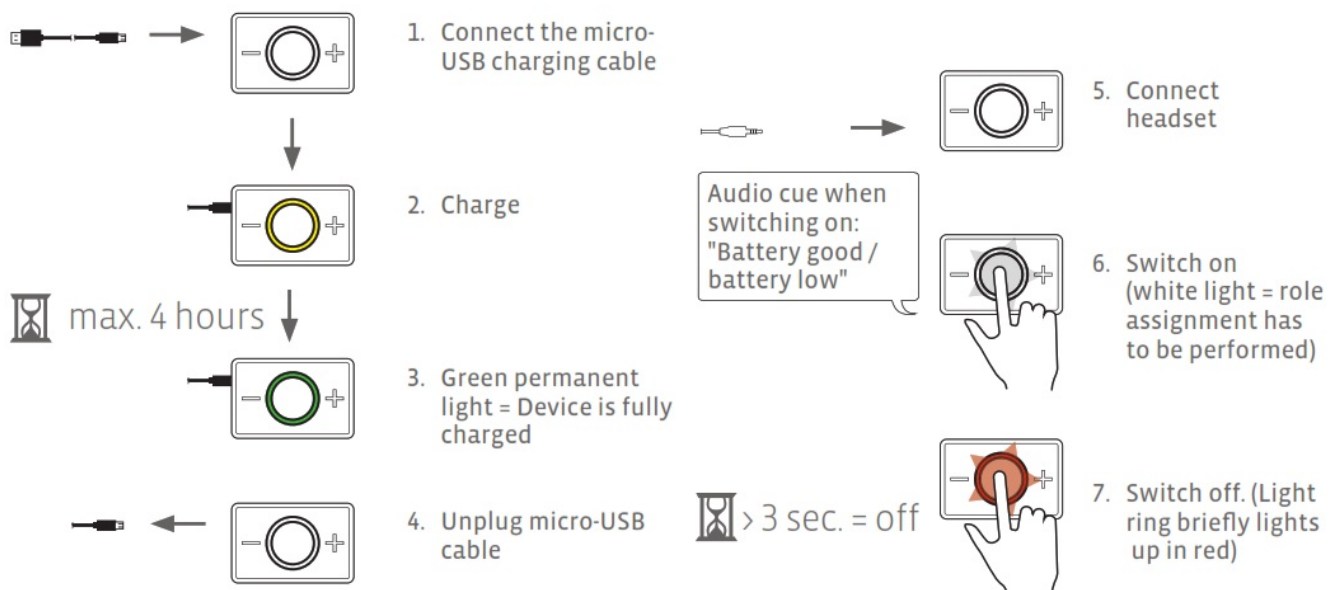 1. Connect the micro-
USB charging cable
2. Charge
max. 4 hours
3. Green permanent
light = Device is fully
charged
4. Unplug micro-USB
cable
5. Connect
headset
Audio cue when
switching on:
"Battery good /
battery low"
6. Switch on
(white light = role
assignment has
to be performed)
> 3 sec. = off
7. Switch off. (Light
ring briefly lights
up in red)